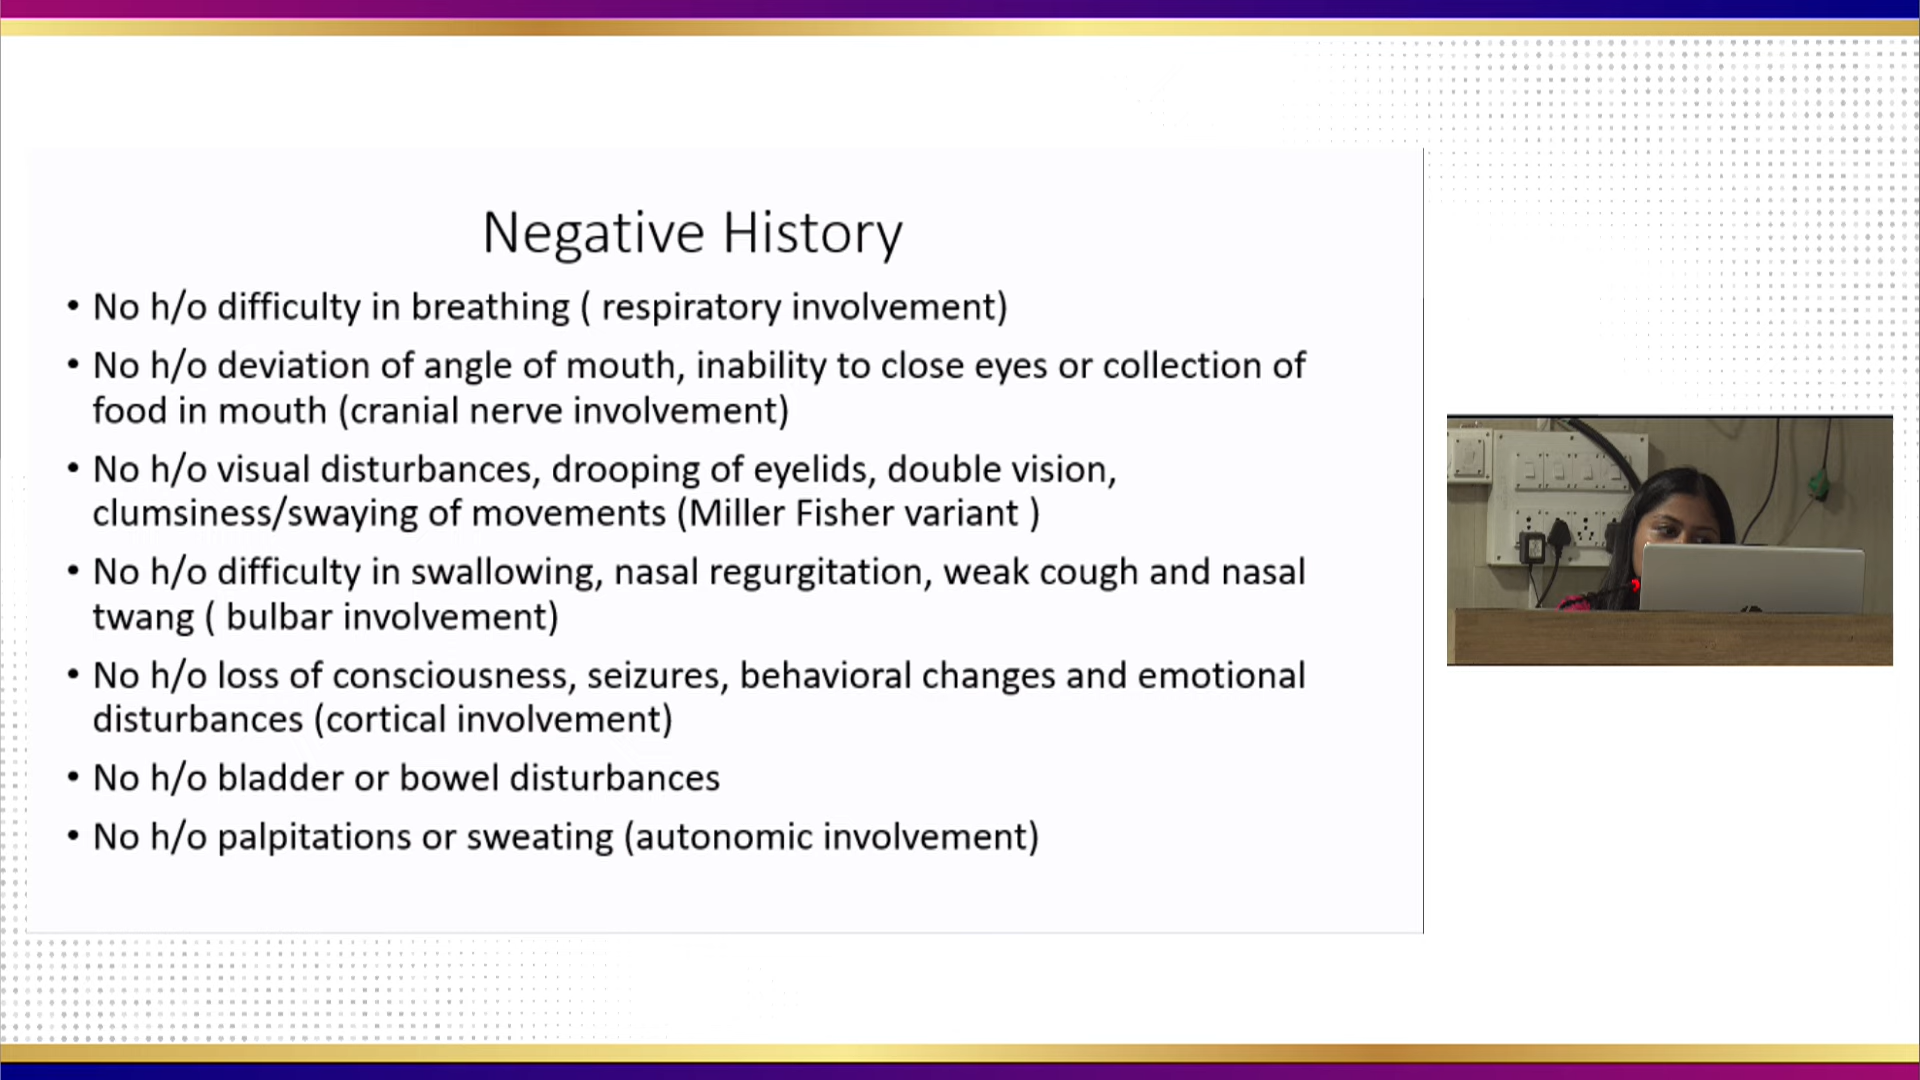 Negative History
• No h/o difficulty in breathing ( respiratory involvement)
• No h/o deviation of angle of mouth, inability to close eyes or collection of
food in mouth (cranial nerve involvement)
• No h/o visual disturbances, drooping of eyelids, double vision,
clumsiness/swaying of movements (Miller Fisher variant )
• No h/o difficulty in swallowing, nasal regurgitation, weak cough and nasal
twang ( bulbar involvement)
• No h/o loss of consciousness, seizures, behavioral changes and emotional
disturbances (cortical involvement)
• No h/o bladder or bowel disturbances
• No h/o palpitations or sweating (autonomic involvement)